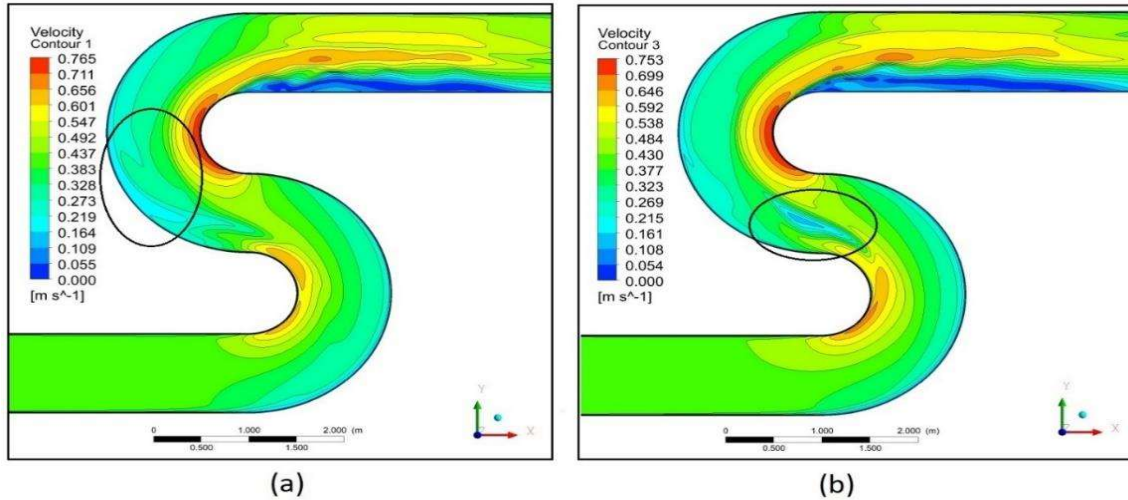 Velocity
Contour 1
0.765
0.711
0.656
0.601
0.547
0.492
0.437
0.383
0.328
0.273
0.219
0.164
0.109
0.055
0.000
[m s^-1]
0 1.000 2.000 (m
0.500 1.500
Y
X
(a)
Velocity
Contour 3
0.753
0.699
0.646
0.592
0.538
0.484
0.430
0.377
0.323
0.269
0.215
0.161
0.108
0.054
0.000
[m s^-1]
0 1.000 2.000 (m)
0.500 1.500
Y
X
(b)